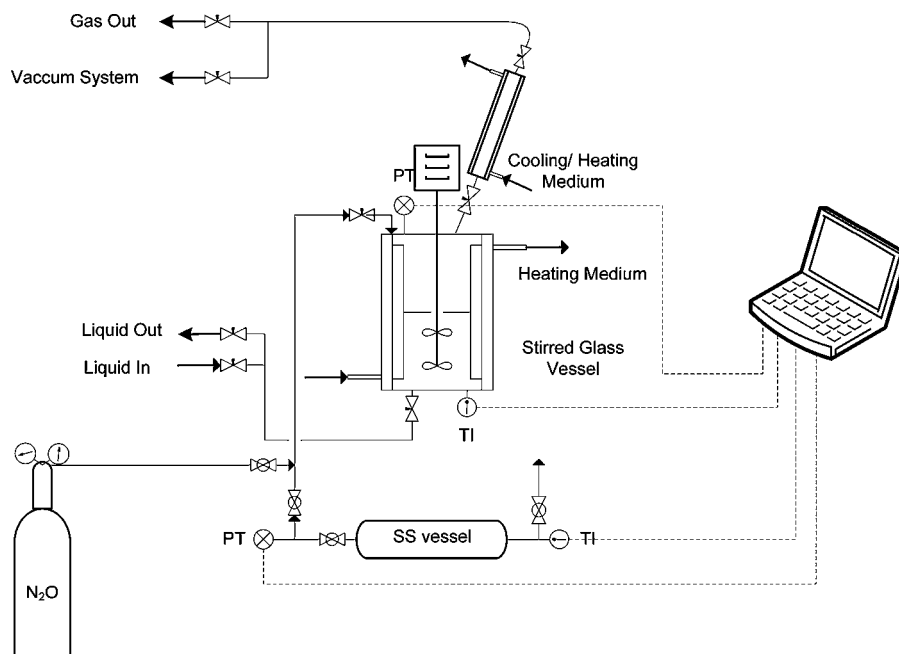 Gas Out
Vaccum System
PT
Cooling/ Heating
Medium
Heating Medium
Liquid Out
Liquid In
Stirred Glass
Vessel
TI
PT
SS vessel
TI
N₂O